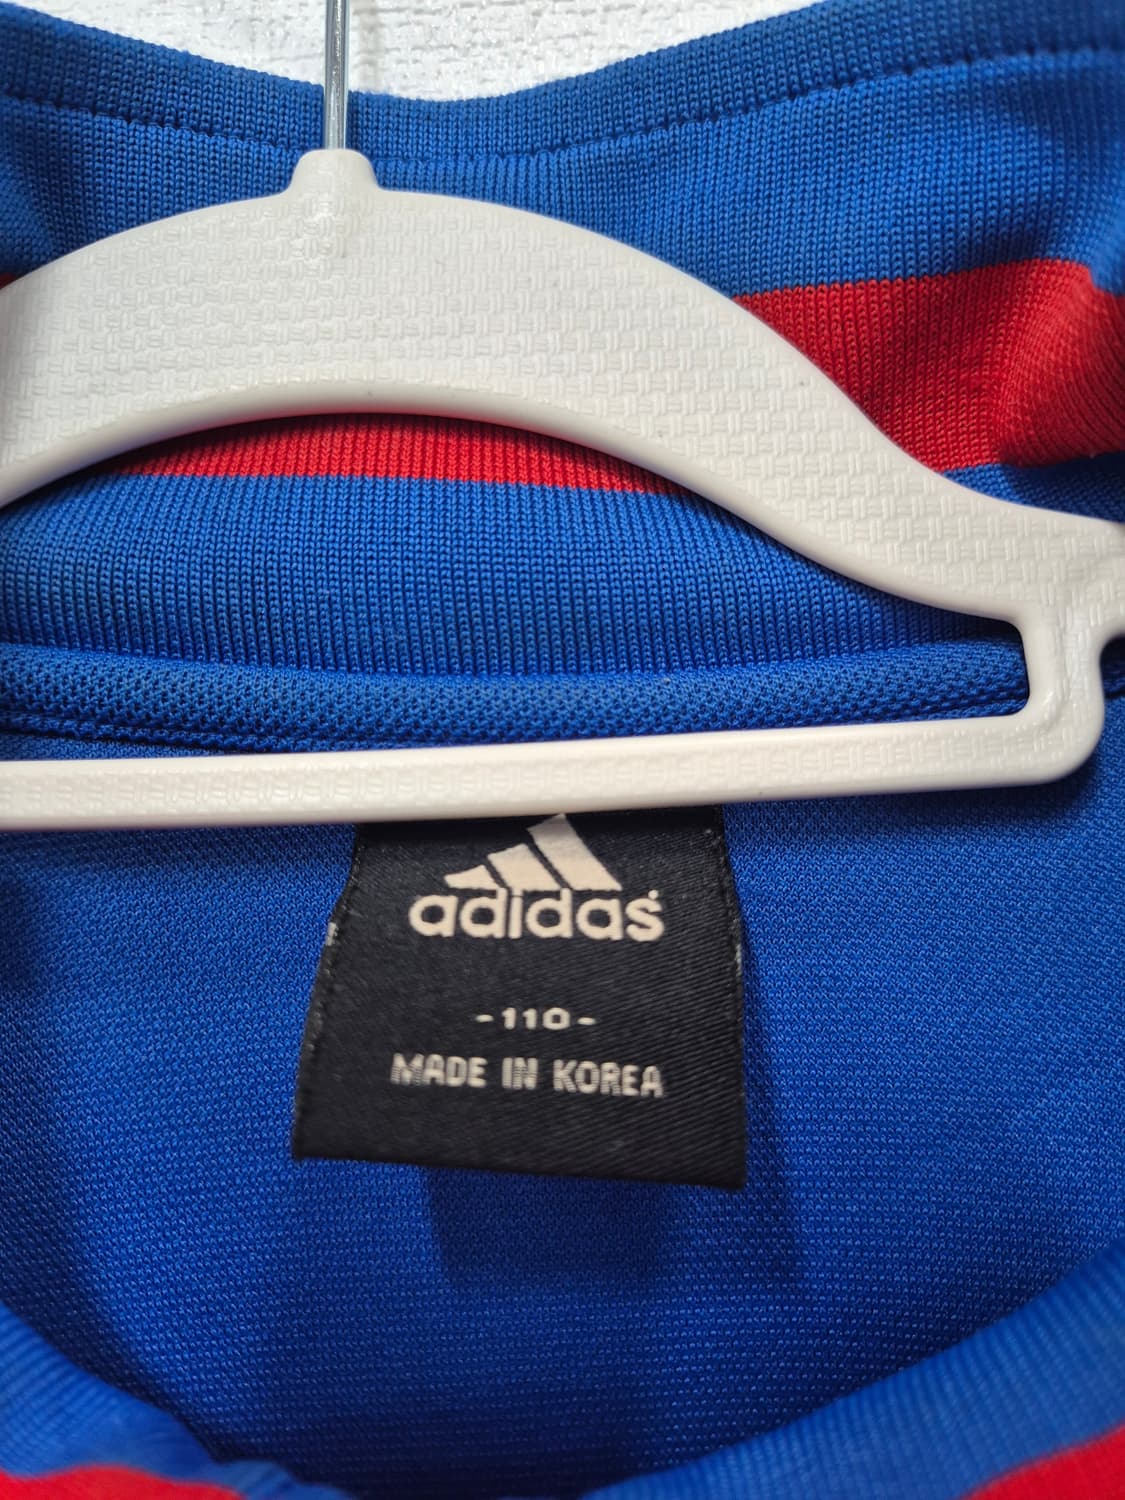 adidas
-110-
MADE IN KOREA